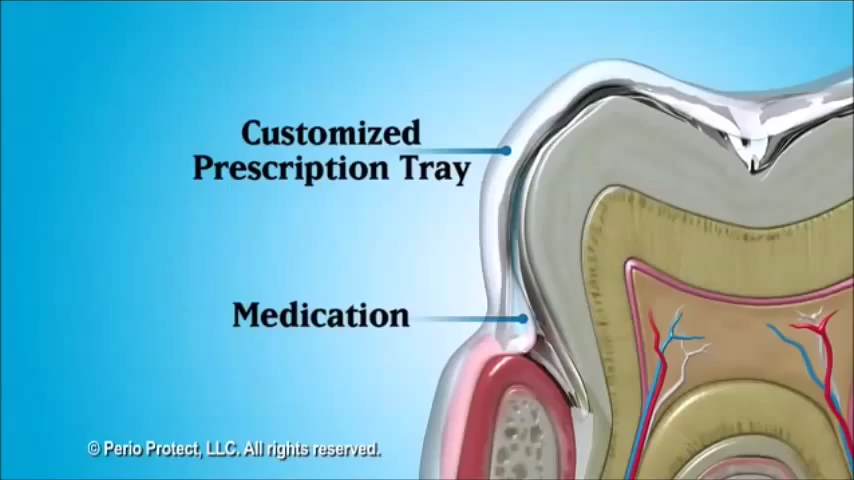 Customized
Prescription Tray
Medication
© Perio Protect, LLC. All rights reserved.